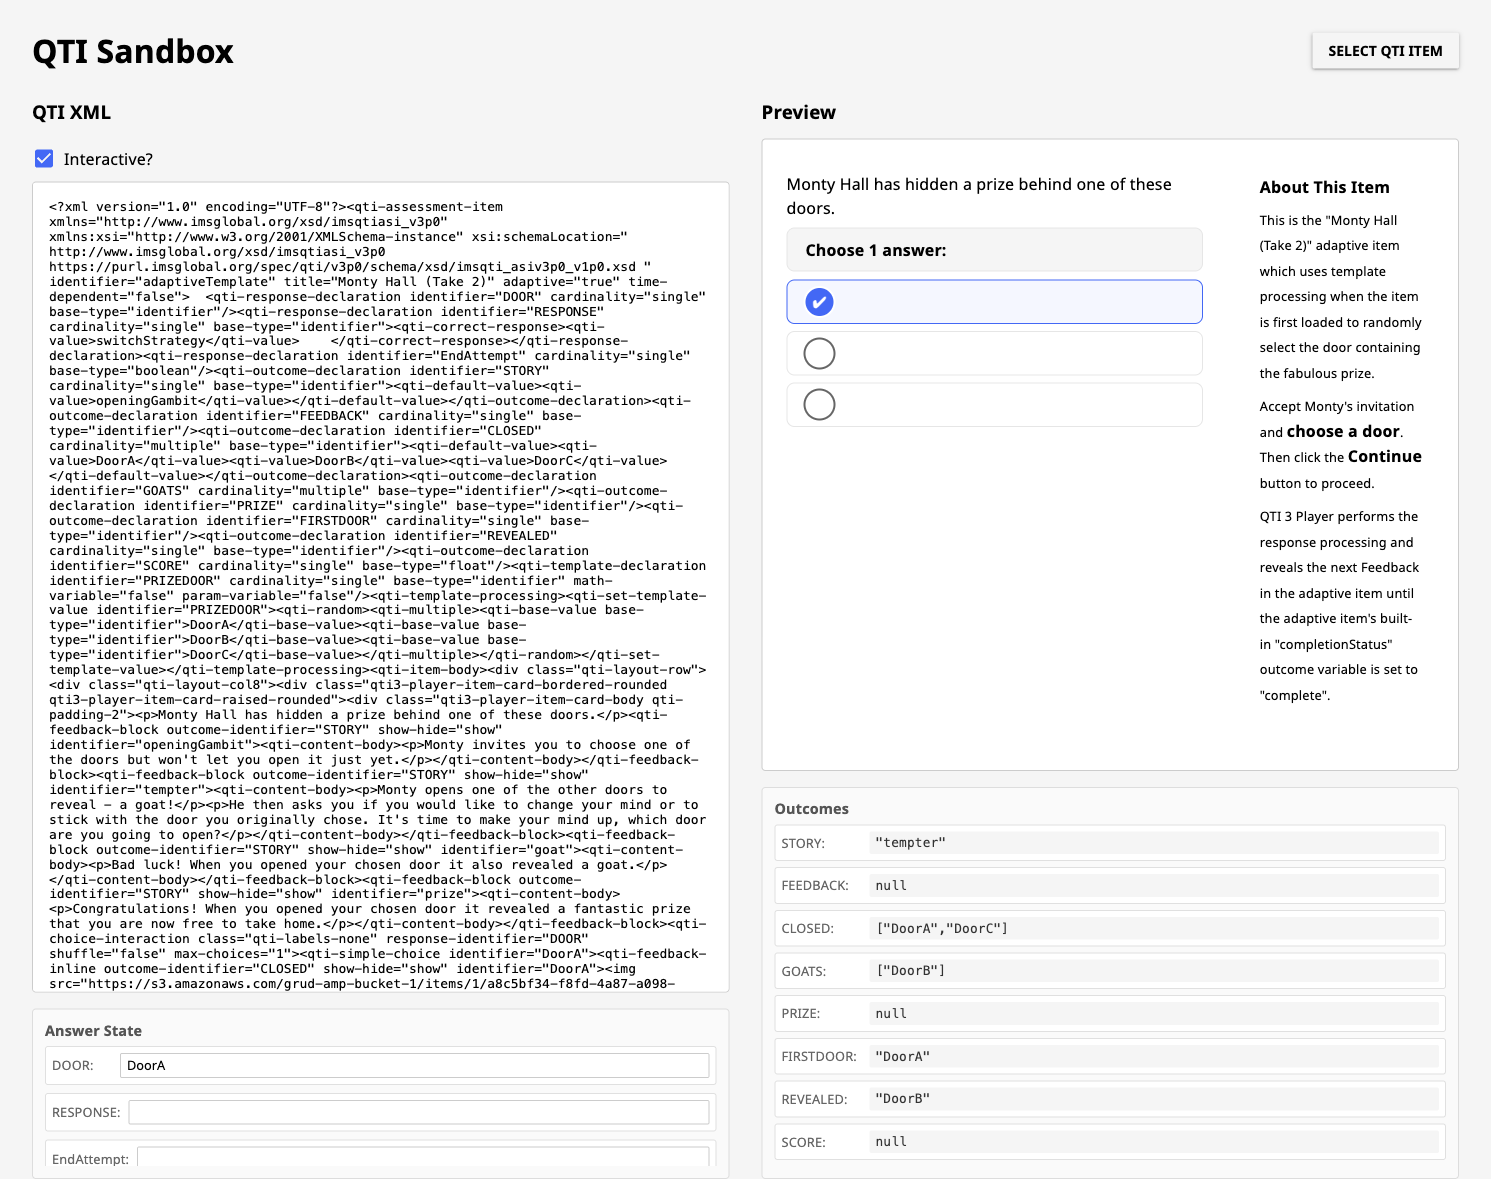 QTI Sandbox
SELECT QTI ITEM
QTI XML
Interactive?
<?xml version="1.0" encoding="UTF-8"?><qti-assessment-item
xmlns="http://www.imsglobal.org/xsd/imsqtiasi_v3p0"
xmlns:xsi="http://www.w3.org/2001/XMLSchema-instance" xsi:schemaLocation="
http://www.imsglobal.org/xsd/imsqtiasi_v3p0
https://purl.imsglobal.org/spec/qti/v3p0/schema/xsd/imsqti_asiv3p0_v1p0.xsd "
identifier="adaptiveTemplate" title="Monty Hall (Take 2)" adaptive="true" time-
dependent="false">  <qti-response-declaration identifier="DOOR" cardinality="single"
base-type="identifier"/><qti-response-declaration identifier="RESPONSE"
cardinality="single" base-type="identifier"><qti-correct-response><qti-
value>switchStrategy</qti-value>    </qti-correct-response></qti-response-
declaration><qti-response-declaration identifier="EndAttempt" cardinality="single"
base-type="boolean"/><qti-outcome-declaration identifier="STORY"
cardinality="single" base-type="identifier"><qti-default-value><qti-
value>openingGambit</qti-value></qti-default-value></qti-outcome-declaration><qti-
outcome-declaration identifier="FEEDBACK" cardinality="single" base-
type="identifier"/><qti-outcome-declaration identifier="CLOSED"
cardinality="multiple" base-type="identifier"><qti-default-value><qti-
value>DoorA</qti-value><qti-value>DoorB</qti-value><qti-value>DoorC</qti-value>
</qti-default-value></qti-outcome-declaration><qti-outcome-declaration
identifier="GOATS" cardinality="multiple" base-type="identifier"/><qti-outcome-
declaration identifier="PRIZE" cardinality="single" base-type="identifier"/><qti-
outcome-declaration identifier="FIRSTDOOR" cardinality="single" base-
type="identifier"/><qti-outcome-declaration identifier="REVEALED"
cardinality="single" base-type="identifier"/><qti-outcome-declaration
identifier="SCORE" cardinality="single" base-type="float"/><qti-template-declaration
identifier="PRIZEDOOR" cardinality="single" base-type="identifier" math-
variable="false" param-variable="false"/><qti-template-processing><qti-set-template-
value identifier="PRIZEDOOR"><qti-random><qti-multiple><qti-base-value base-
type="identifier">DoorA</qti-base-value><qti-base-value base-
type="identifier">DoorB</qti-base-value><qti-base-value base-
type="identifier">DoorC</qti-base-value></qti-multiple></qti-random></qti-set-
template-value></qti-template-processing><qti-item-body><div class="qti-layout-row">
<div class="qti-layout-col8"><div class="qti3-player-item-card-bordered-rounded
qti3-player-item-card-raised-rounded"><div class="qti3-player-item-card-body qti-
padding-2"><p>Monty Hall has hidden a prize behind one of these doors.</p><qti-
feedback-block outcome-identifier="STORY" show-hide="show"
identifier="openingGambit"><qti-content-body><p>Monty invites you to choose one of
the doors but won't let you open it just yet.</p></qti-content-body></qti-feedback-
block><qti-feedback-block outcome-identifier="STORY" show-hide="show"
identifier="tempter"><qti-content-body><p>Monty opens one of the other doors to
reveal – a goat!</p><p>He then asks you if you would like to change your mind or to
stick with the door you originally chose. It's time to make your mind up, which door
are you going to open?</p></qti-content-body></qti-feedback-block><qti-feedback-
block outcome-identifier="STORY" show-hide="show" identifier="goat"><qti-content-
body><p>Bad luck! When you opened your chosen door it also revealed a goat.</p>
</qti-content-body></qti-feedback-block><qti-feedback-block outcome-
identifier="STORY" show-hide="show" identifier="prize"><qti-content-body>
<p>Congratulations! When you opened your chosen door it revealed a fantastic prize
that you are now free to take home.</p></qti-content-body></qti-feedback-block><qti-
choice-interaction class="qti-labels-none" response-identifier="DOOR"
shuffle="false" max-choices="1"><qti-simple-choice identifier="DoorA"><qti-feedback-
inline outcome-identifier="CLOSED" show-hide="show" identifier="DoorA"><img
src="https://s3.amazonaws.com/grud-amp-bucket-1/items/1/a8c5bf34-f8fd-4a87-a098-
Answer State
DOOR:
DoorA
RESPONSE:
EndAttempt:
Preview
Monty Hall has hidden a prize behind one of these
doors.
Choose 1 answer:
About This Item
This is the "Monty Hall
(Take 2)" adaptive item
which uses template
processing when the item
is first loaded to randomly
select the door containing
the fabulous prize.
Accept Monty's invitation
and choose a door.
Then click the Continue
button to proceed.
QTI 3 Player performs the
response processing and
reveals the next Feedback
in the adaptive item until
the adaptive item's built-
in "completionStatus"
outcome variable is set to
"complete".
Outcomes
STORY: "tempter"
FEEDBACK: null
CLOSED: ["DoorA","DoorC"]
GOATS: ["DoorB"]
PRIZE: null
FIRSTDOOR: "DoorA"
REVEALED: "DoorB"
SCORE: null